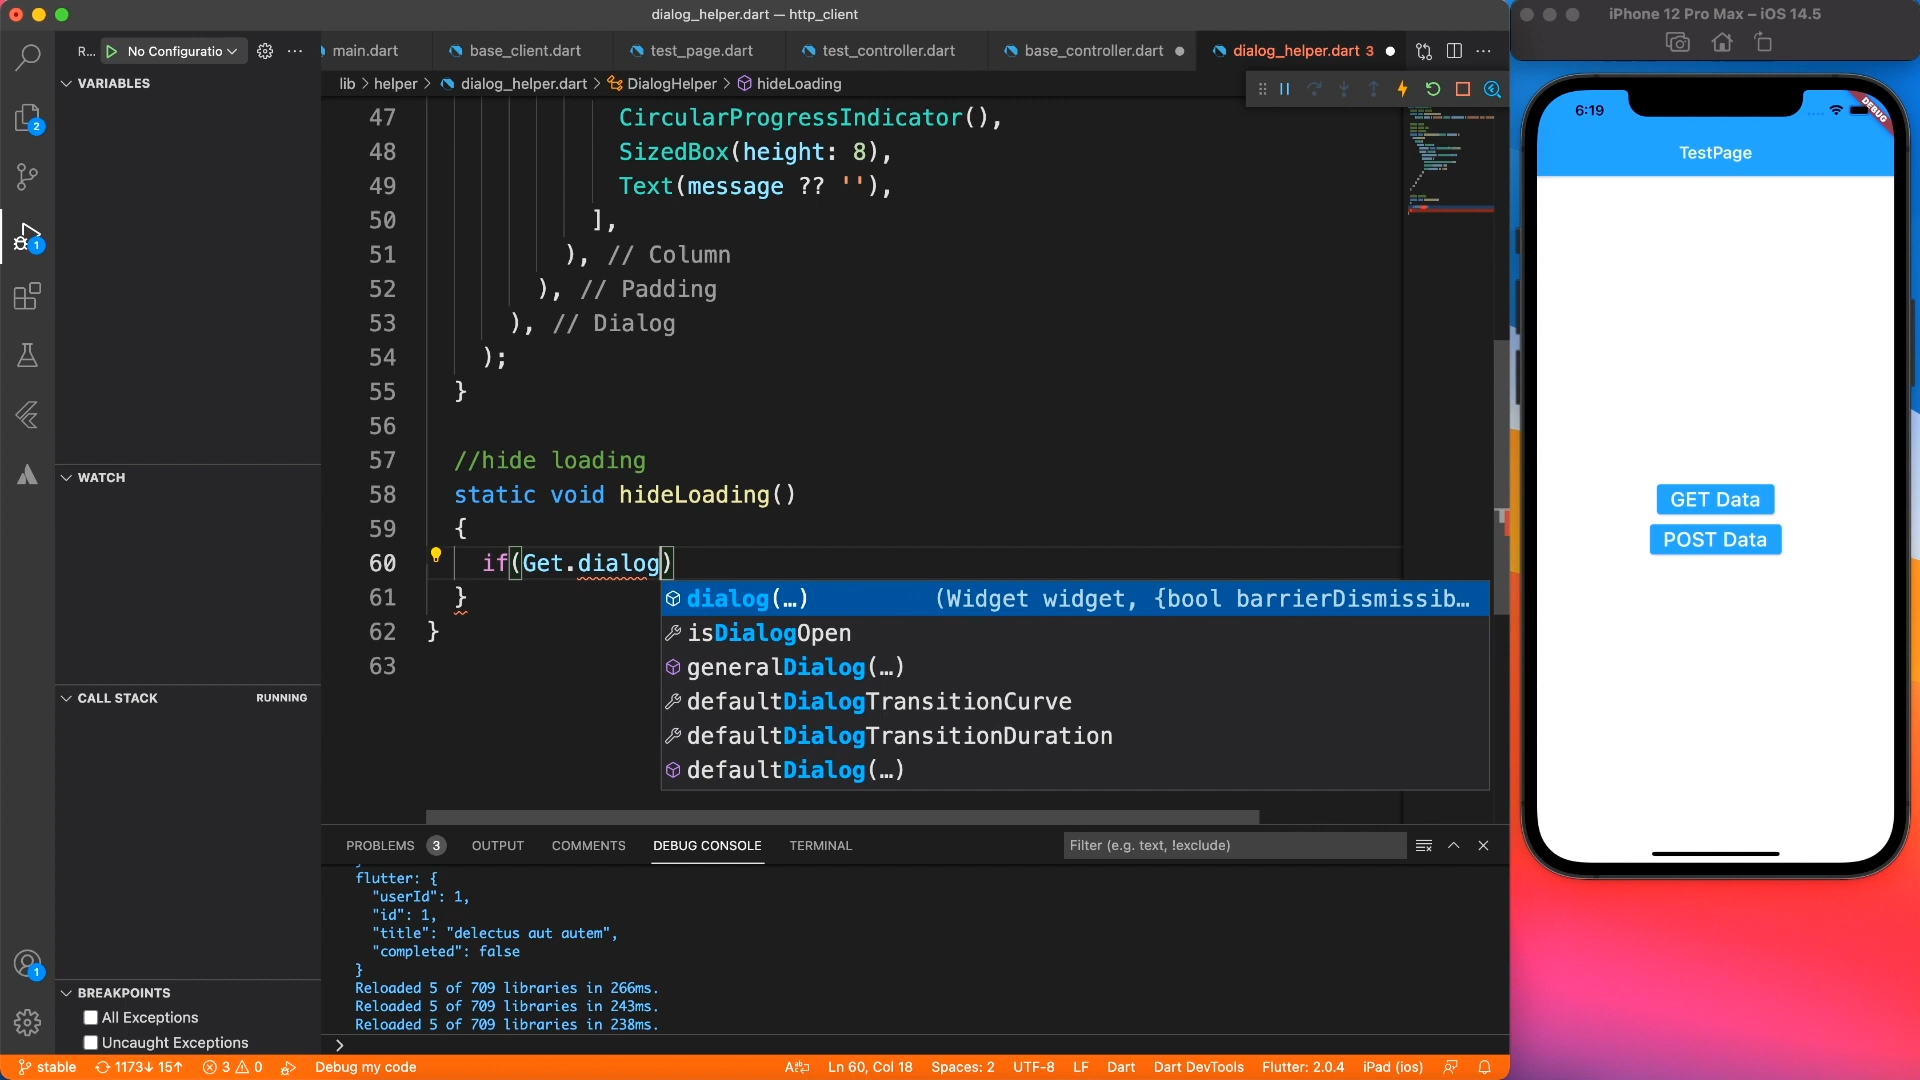 dialog_helper.dart — http_client
iPhone 12 Pro Max – iOS 14.5
R... No Configuratio
main.dart
base_client.dart
test_page.dart
test_controller.dart
base_controller.dart
dialog_helper.dart 3
lib > helper > dialog_helper.dart > DialogHelper > hideLoading
VARIABLES
47 CircularProgressIndicator(),
48 SizedBox(height: 8),
49 Text(message ?? ''),
50 ],
51 ), // Column
52 ), // Padding
53 ), // Dialog
54 );
55 }
56
57 //hide loading
58 static void hideLoading()
59 {
60 if(Get.dialog)
61 }
62 }
63
dialog(…) (Widget widget, {bool barrierDismissib…
isDialogOpen
generalDialog(…)
defaultDialogTransitionCurve
defaultDialogTransitionDuration
defaultDialog(…)
2
1
WATCH
CALL STACK RUNNING
BREAKPOINTS
All Exceptions
Uncaught Exceptions
1
PROBLEMS 3 OUTPUT COMMENTS DEBUG CONSOLE TERMINAL
Filter (e.g. text, !exclude)
flutter: {
"userId": 1,
"id": 1,
"title": "delectus aut autem",
"completed": false
}
Reloaded 5 of 709 libraries in 266ms.
Reloaded 5 of 709 libraries in 243ms.
Reloaded 5 of 709 libraries in 238ms.
>
stable 1173↓ 15↑ 3 0 Debug my code
Ln 60, Col 18 Spaces: 2 UTF-8 LF Dart Dart DevTools Flutter: 2.0.4 iPad (ios)
6:19
DEBUG
TestPage
GET Data
POST Data